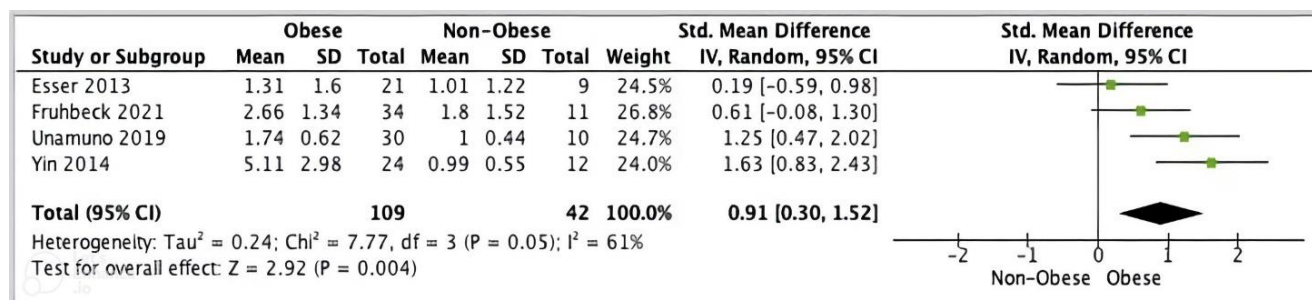 Obese Non-Obese Std. Mean Difference Std. Mean Difference
Study or Subgroup Mean SD Total Mean SD Total Weight IV, Random, 95% CI IV, Random, 95% CI
Esser 2013 1.31 1.6 21 1.01 1.22 9 24.5% 0.19 [-0.59, 0.98]
Fruhbeck 2021 2.66 1.34 34 1.8 1.52 11 26.8% 0.61 [-0.08, 1.30]
Unamuno 2019 1.74 0.62 30 1 0.44 10 24.7% 1.25 [0.47, 2.02]
Yin 2014 5.11 2.98 24 0.99 0.55 12 24.0% 1.63 [0.83, 2.43]
Total (95% CI) 109 42 100.0% 0.91 [0.30, 1.52]
Heterogeneity: Tau² = 0.24; Chi² = 7.77, df = 3 (P = 0.05); I² = 61%
Test for overall effect: Z = 2.92 (P = 0.004)
-2 -1 0 1 2
Non-Obese Obese
.io